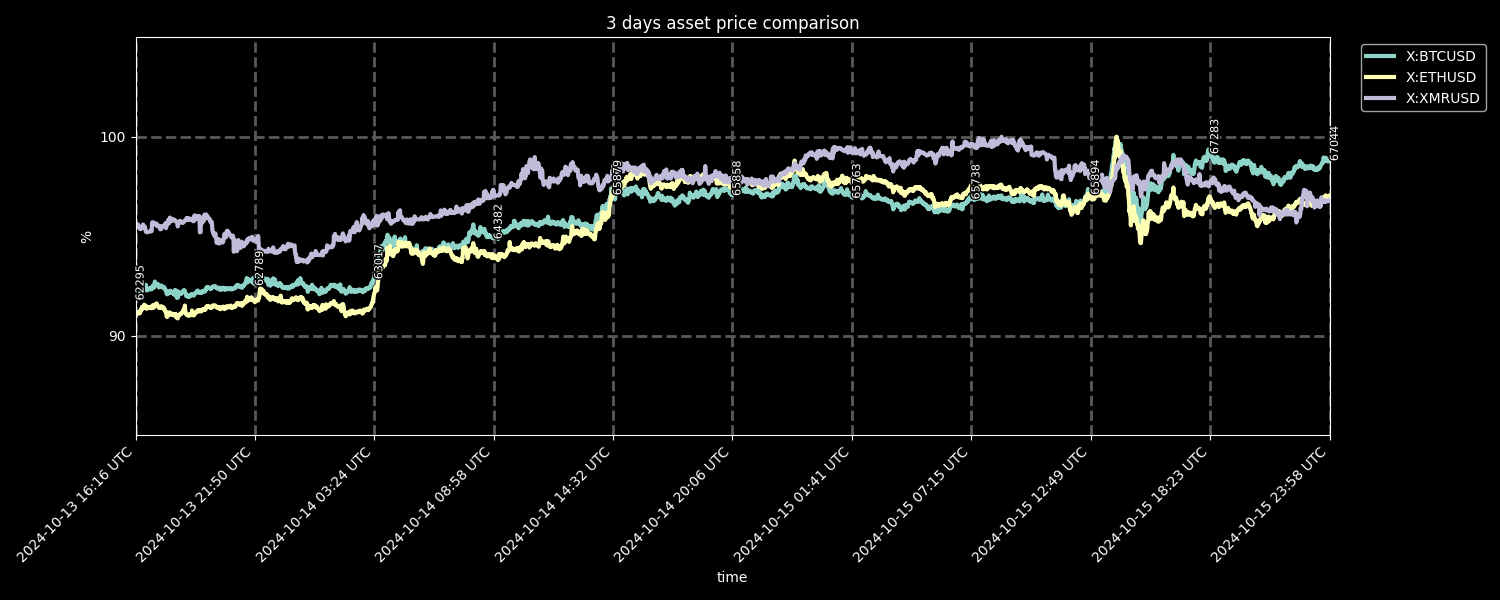 3 days asset price comparison
X:BTCUSD
X:ETHUSD
X:XMRUSD
100
90
%
62295
62789
63017
64382
65879
65858
65763
65738
65894
67283
67044
2024-10-13 16:16 UTC
2024-10-13 21:50 UTC
2024-10-14 03:24 UTC
2024-10-14 08:58 UTC
2024-10-14 14:32 UTC
2024-10-14 20:06 UTC
2024-10-15 01:41 UTC
2024-10-15 07:15 UTC
2024-10-15 12:49 UTC
2024-10-15 18:23 UTC
2024-10-15 23:58 UTC
time